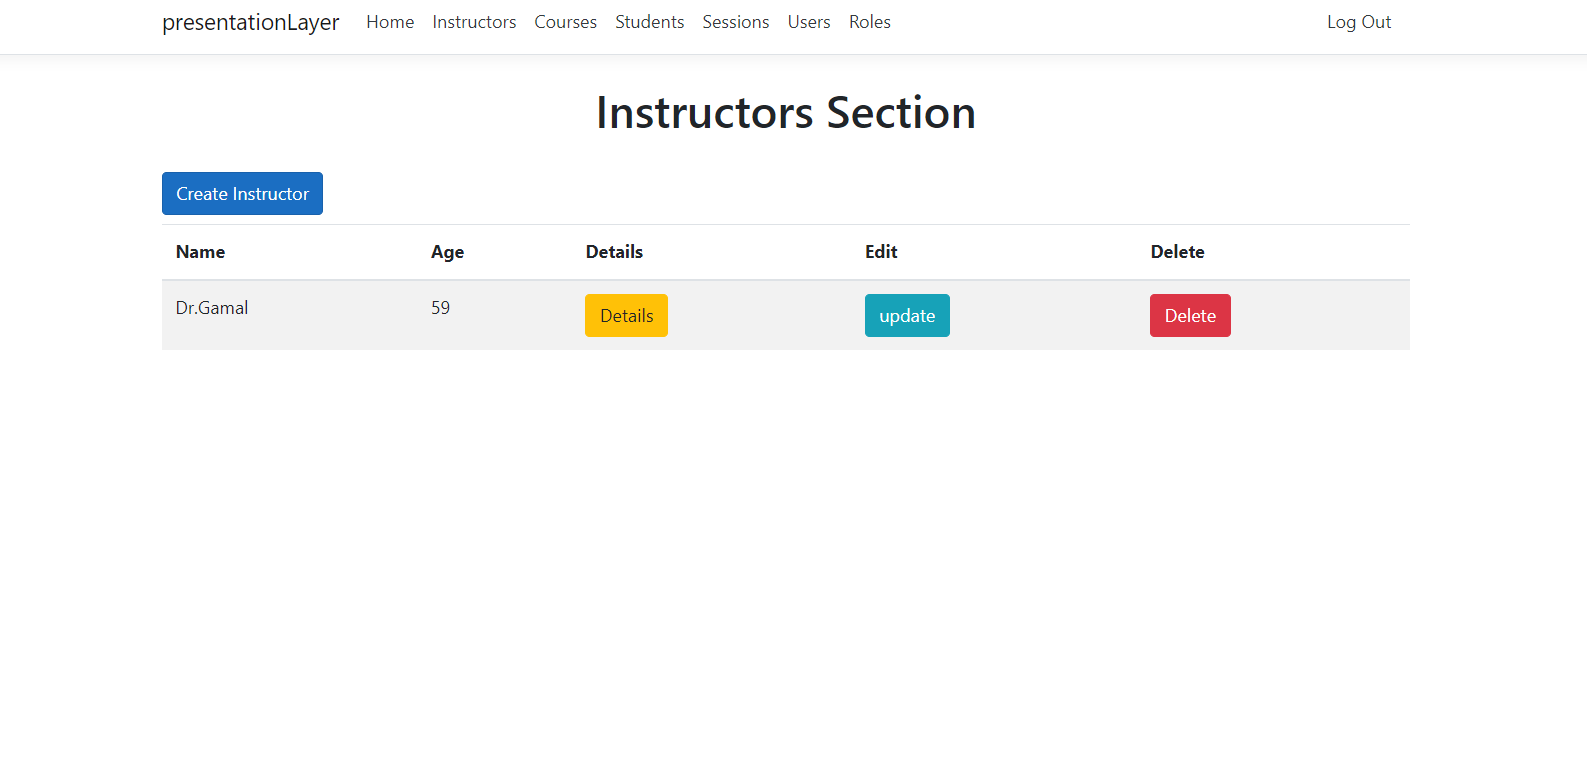 presentationLayer Home Instructors Courses Students Sessions Users Roles Log Out
Instructors Section
Create Instructor
Name Age Details Edit Delete
Dr.Gamal 59 Details update Delete